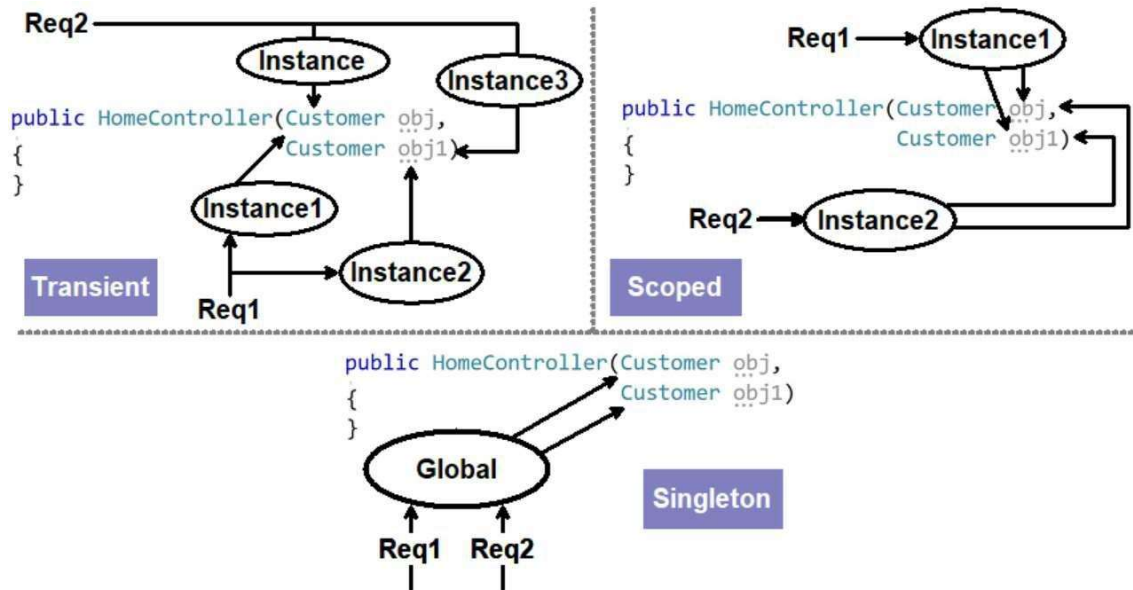 Req2
Instance
Instance3
public HomeController(Customer obj,
Customer obj1)
{
}
Instance1
Instance2
Req1
Transient
Req1
Instance1
public HomeController(Customer obj,
Customer obj1)
{
}
Req2
Instance2
Scoped
public HomeController(Customer obj,
Customer obj1)
{
}
Global
Singleton
Req1 Req2